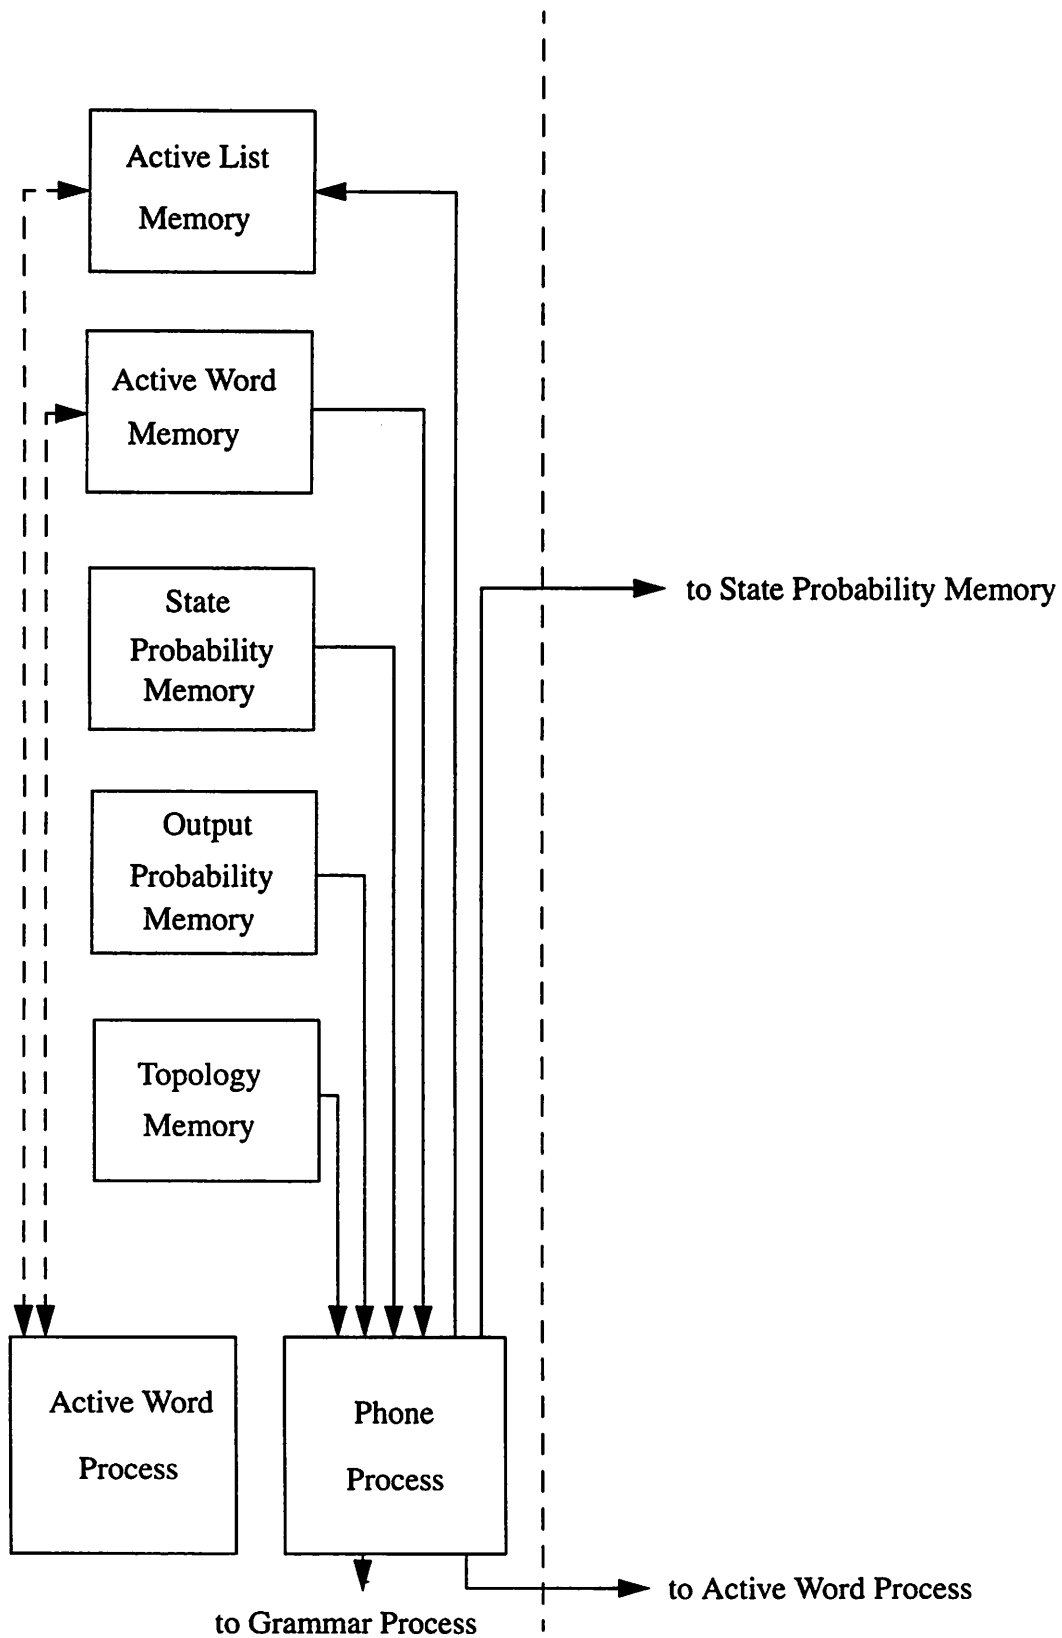 Active List
Memory
Active Word
Memory
State
Probability
Memory
to State Probability Memory
Output
Probability
Memory
Topology
Memory
Active Word
Process
Phone
Process
to Active Word Process
to Grammar Process